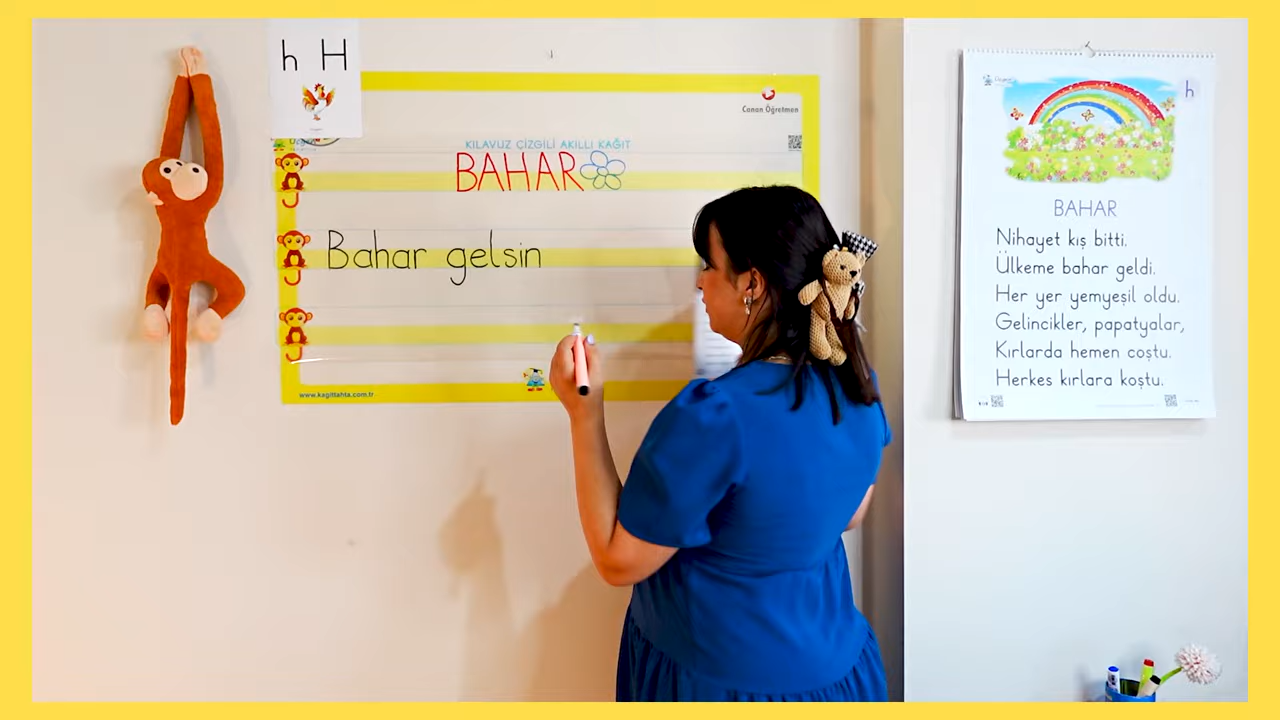 h H
Canan Öğretmen
KILAVUZ ÇİZGİLİ AKILLI KAĞIT
BAHAR
Bahar gelsin
www.kagittahta.com.tr
h
BAHAR
Nihayet kış bitti.
Ülkeme bahar geldi.
Her yer yemyeşil oldu.
Gelincikler, papatyalar,
Kırlarda hemen coştu.
Herkes kırlara koştu.